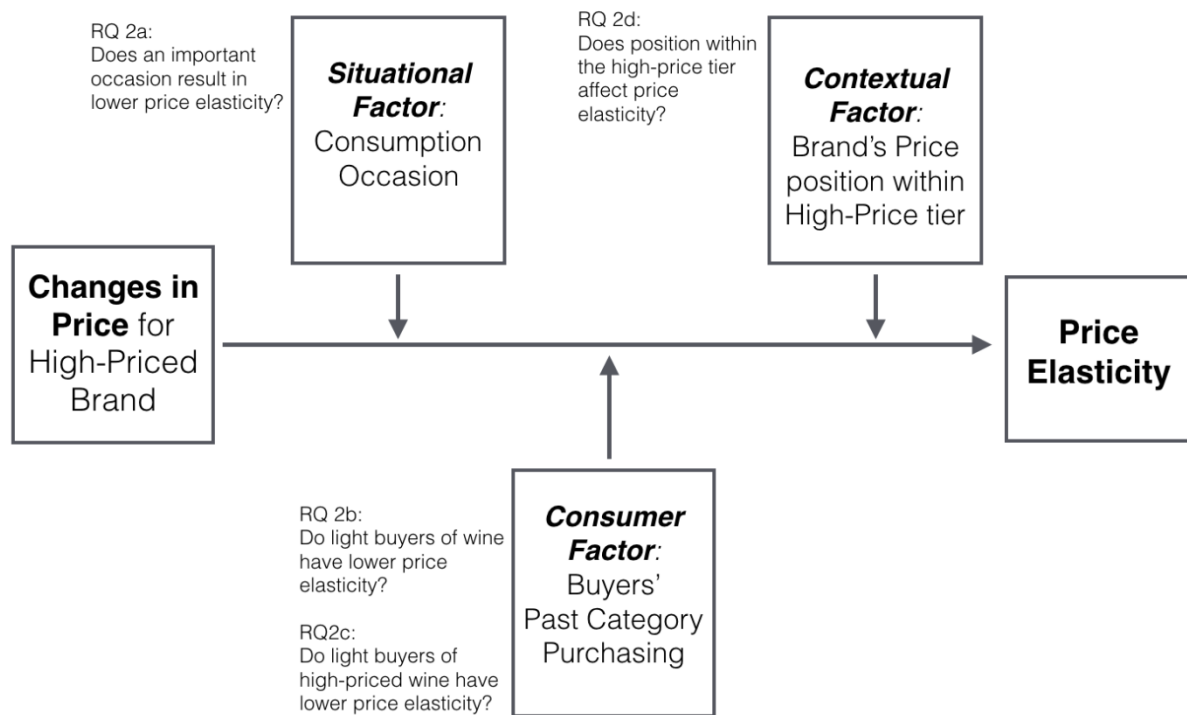 RQ 2a:
Does an important
occasion result in
lower price elasticity?
Situational
Factor:
Consumption
Occasion
RQ 2d:
Does position within
the high-price tier
affect price
elasticity?
Contextual
Factor:
Brand’s Price
position within
High-Price tier
Changes in
Price for
High-Priced
Brand
Price
Elasticity
RQ 2b:
Do light buyers of wine
have lower price
elasticity?
RQ2c:
Do light buyers of
high-priced wine have
lower price elasticity?
Consumer
Factor:
Buyers’
Past Category
Purchasing